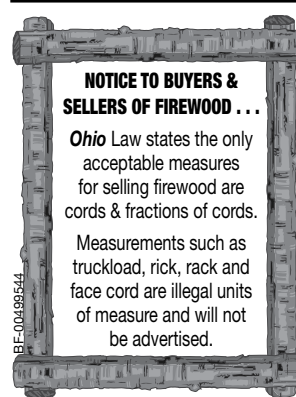 NOTICE TO BUYERS &
SELLERS OF FIREWOOD . . .
Ohio Law states the only
acceptable measures
for selling firewood are
cords & fractions of cords.
Measurements such as
truckload, rick, rack and
face cord are illegal units
of measure and will not
be advertised.
BF-00499544